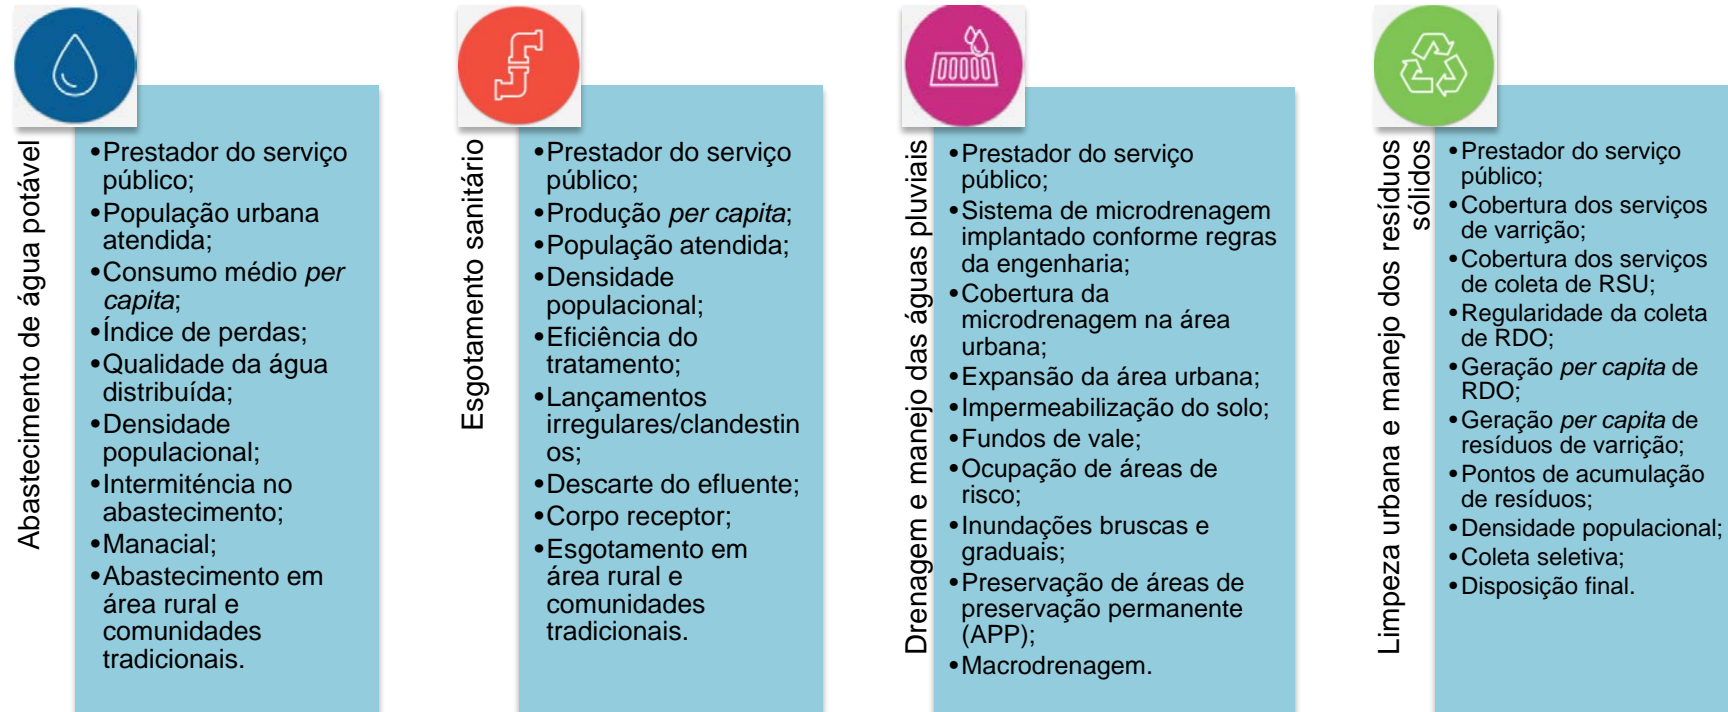 Abastecimento de água potável
•Prestador do serviço
público;
•População urbana
atendida;
•Consumo médio per
capita;
•Índice de perdas;
•Qualidade da água
distribuída;
•Densidade
populacional;
•Intermiténcia no
abastecimento;
•Manacial;
•Abastecimento em
área rural e
comunidades
tradicionais.
Esgotamento sanitário
•Prestador do serviço
público;
•Produção per capita;
•População atendida;
•Densidade
populacional;
•Eficiência do
tratamento;
•Lançamentos
irregulares/clandestin
os;
•Descarte do efluente;
•Corpo receptor;
•Esgotamento em
área rural e
comunidades
tradicionais.
Drenagem e manejo das águas pluviais
•Prestador do serviço
público;
•Sistema de microdrenagem
implantado conforme regras
da engenharia;
•Cobertura da
microdrenagem na área
urbana;
•Expansão da área urbana;
•Impermeabilização do solo;
•Fundos de vale;
•Ocupação de áreas de
risco;
•Inundações bruscas e
graduais;
•Preservação de áreas de
preservação permanente
(APP);
•Macrodrenagem.
Limpeza urbana e manejo dos resíduos
sólidos
•Prestador do serviço
público;
•Cobertura dos serviços
de varrição;
•Cobertura dos serviços
de coleta de RSU;
•Regularidade da coleta
de RDO;
•Geração per capita de
RDO;
•Geração per capita de
resíduos de varrição;
•Pontos de acumulação
de resíduos;
•Densidade populacional;
•Coleta seletiva;
•Disposição final.